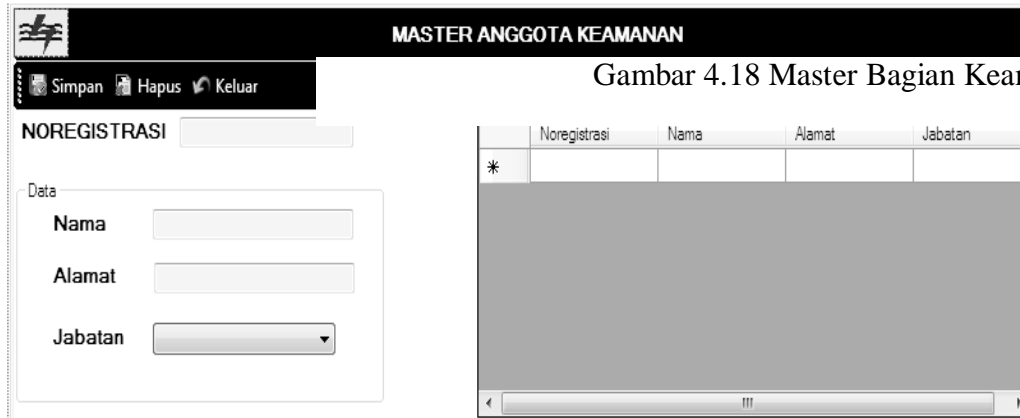 MASTER ANGGOTA KEAMANAN
Simpan Hapus Keluar
Gambar 4.18 Master Bagian
NOREGISTRASI
Noregistrasi Nama Alamat Jabatan
Data
Nama
Alamat
Jabatan